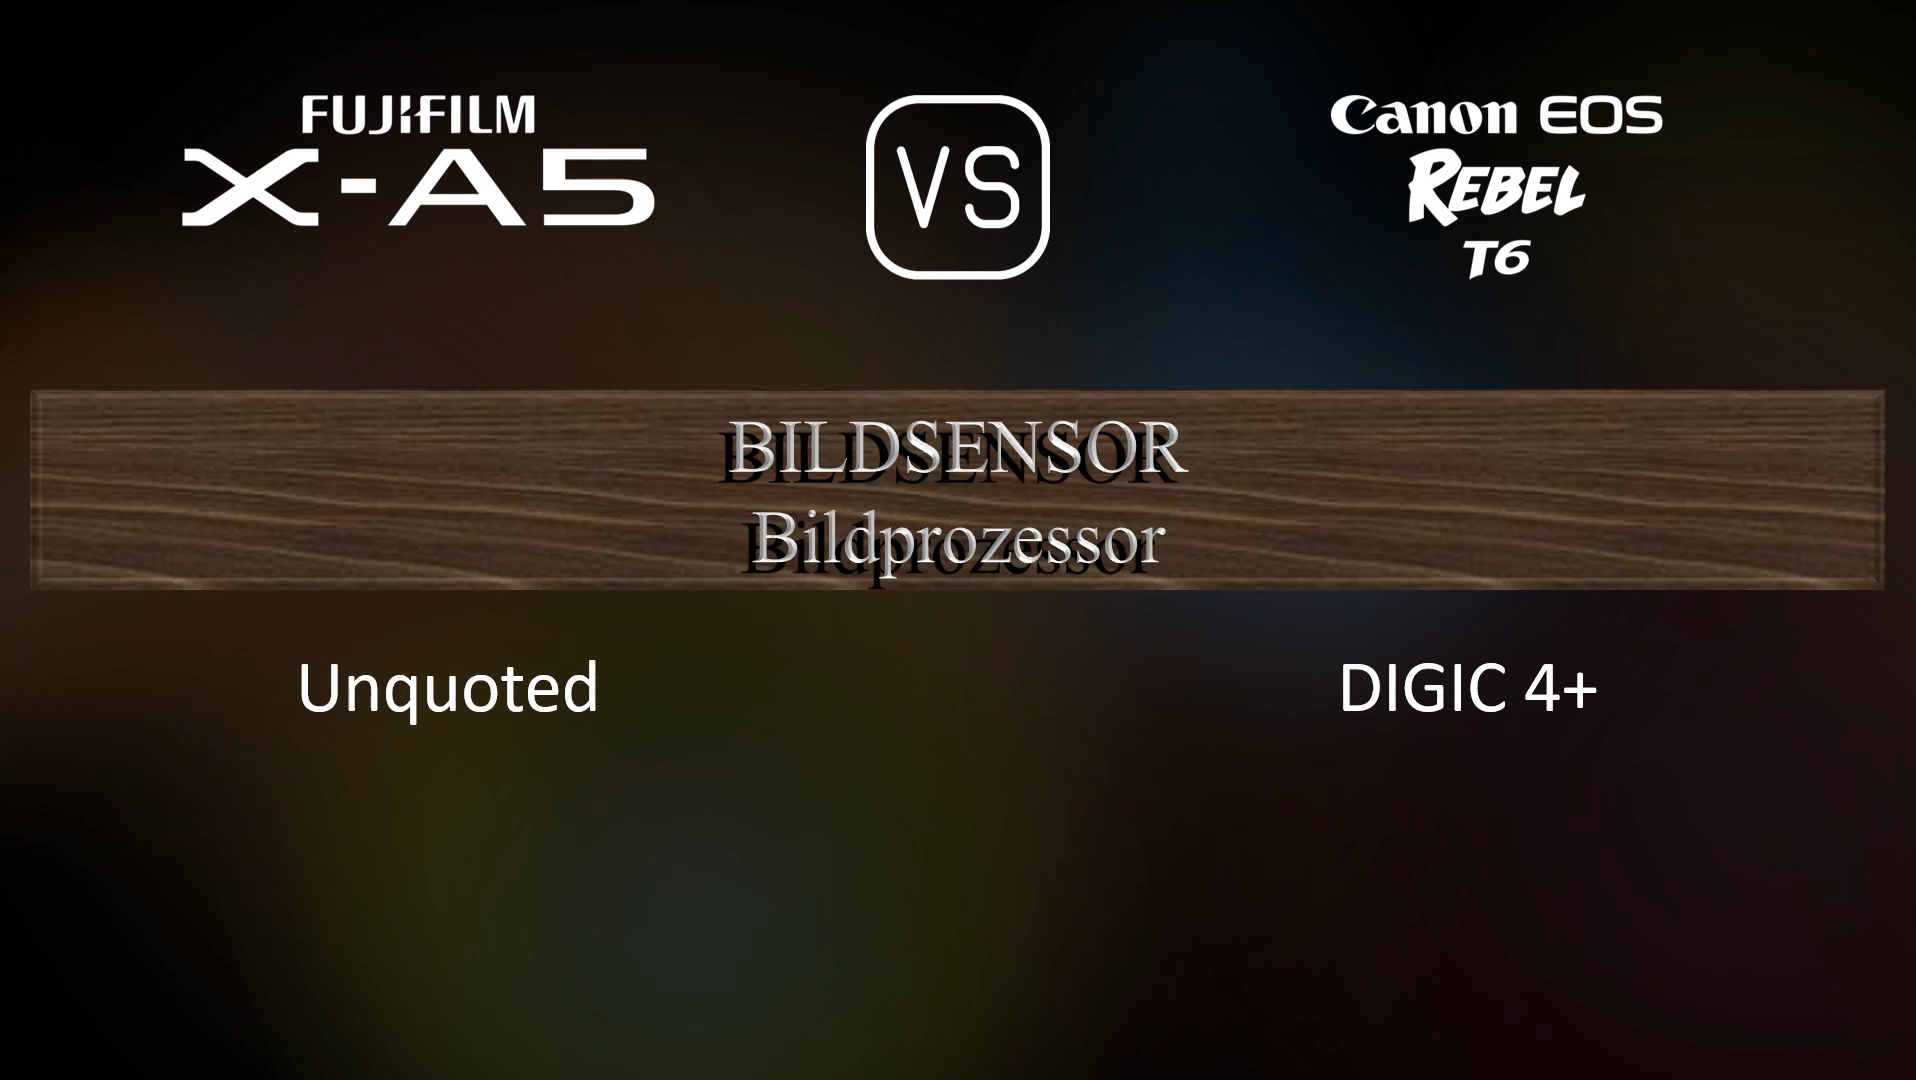 FUJIFILM
X-A5
VS
Canon EOS
REBEL
T6
BILDSENSOR
Bildprozessor
Unquoted
DIGIC 4+